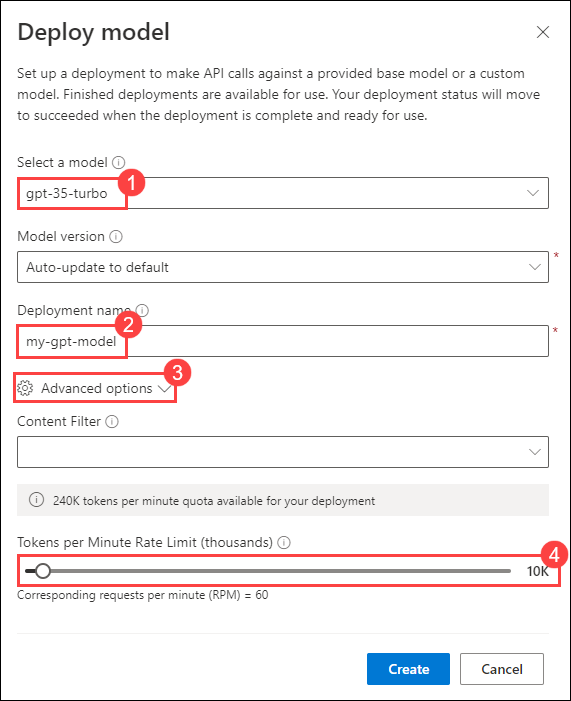 Deploy model
Set up a deployment to make API calls against a provided base model or a custom
model. Finished deployments are available for use. Your deployment status will move
to succeeded when the deployment is complete and ready for use.
Select a model
1
gpt-35-turbo
Model version
Auto-update to default
*
Deployment name
2
my-gpt-model
*
3
Advanced options
Content Filter
240K tokens per minute quota available for your deployment
Tokens per Minute Rate Limit (thousands)
4
10K
Corresponding requests per minute (RPM) = 60
Create Cancel